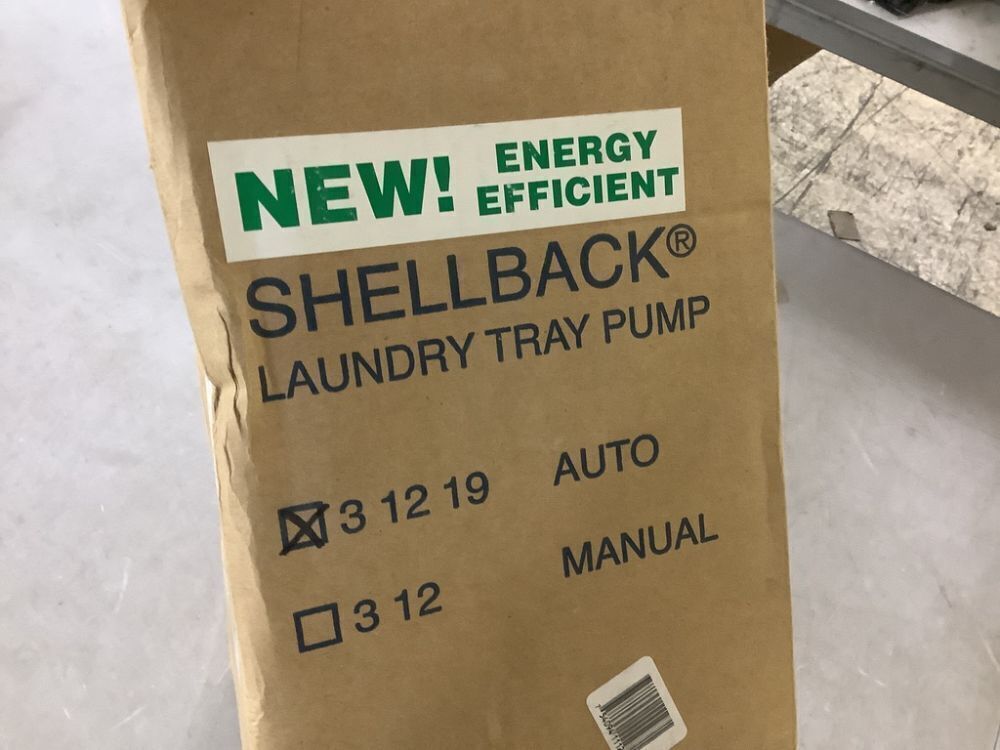 NEW! ENERGY
EFFICIENT
SHELLBACK®
LAUNDRY TRAY PUMP
3 12 19 AUTO
3 12 MANUAL